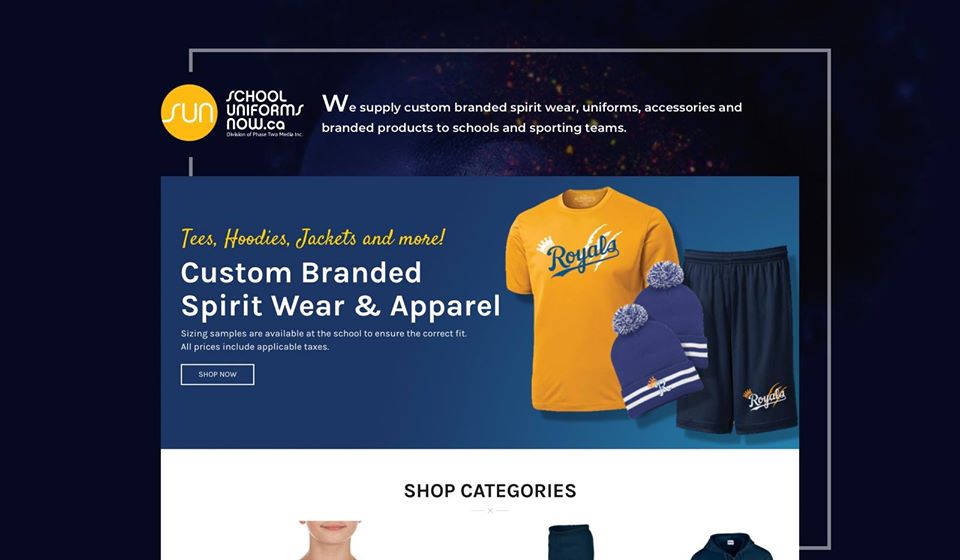 sun
SCHOOL
UNIFORMS
NOW.ca
Division of Phase Two Media Inc.
We supply custom branded spirit wear, uniforms, accessories and
branded products to schools and sporting teams.
Tees, Hoodies, Jackets and more!
Custom Branded
Spirit Wear & Apparel
Sizing samples are available at the school to ensure the correct fit.
All prices include applicable taxes.
SHOP NOW
Royals
R
Royals
SHOP CATEGORIES